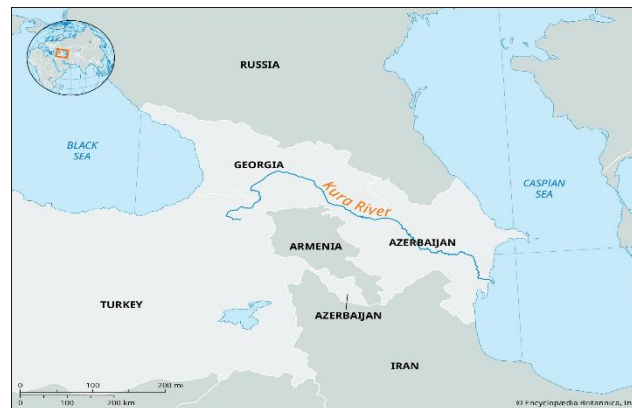 RUSSIA
BLACK
SEA
GEORGIA
Kura River
CASPIAN
SEA
ARMENIA
AZERBAIJAN
TURKEY
AZERBAIJAN
IRAN
0 100 200 mi
0 100 200 km
© Encyclopædia Britannica, In